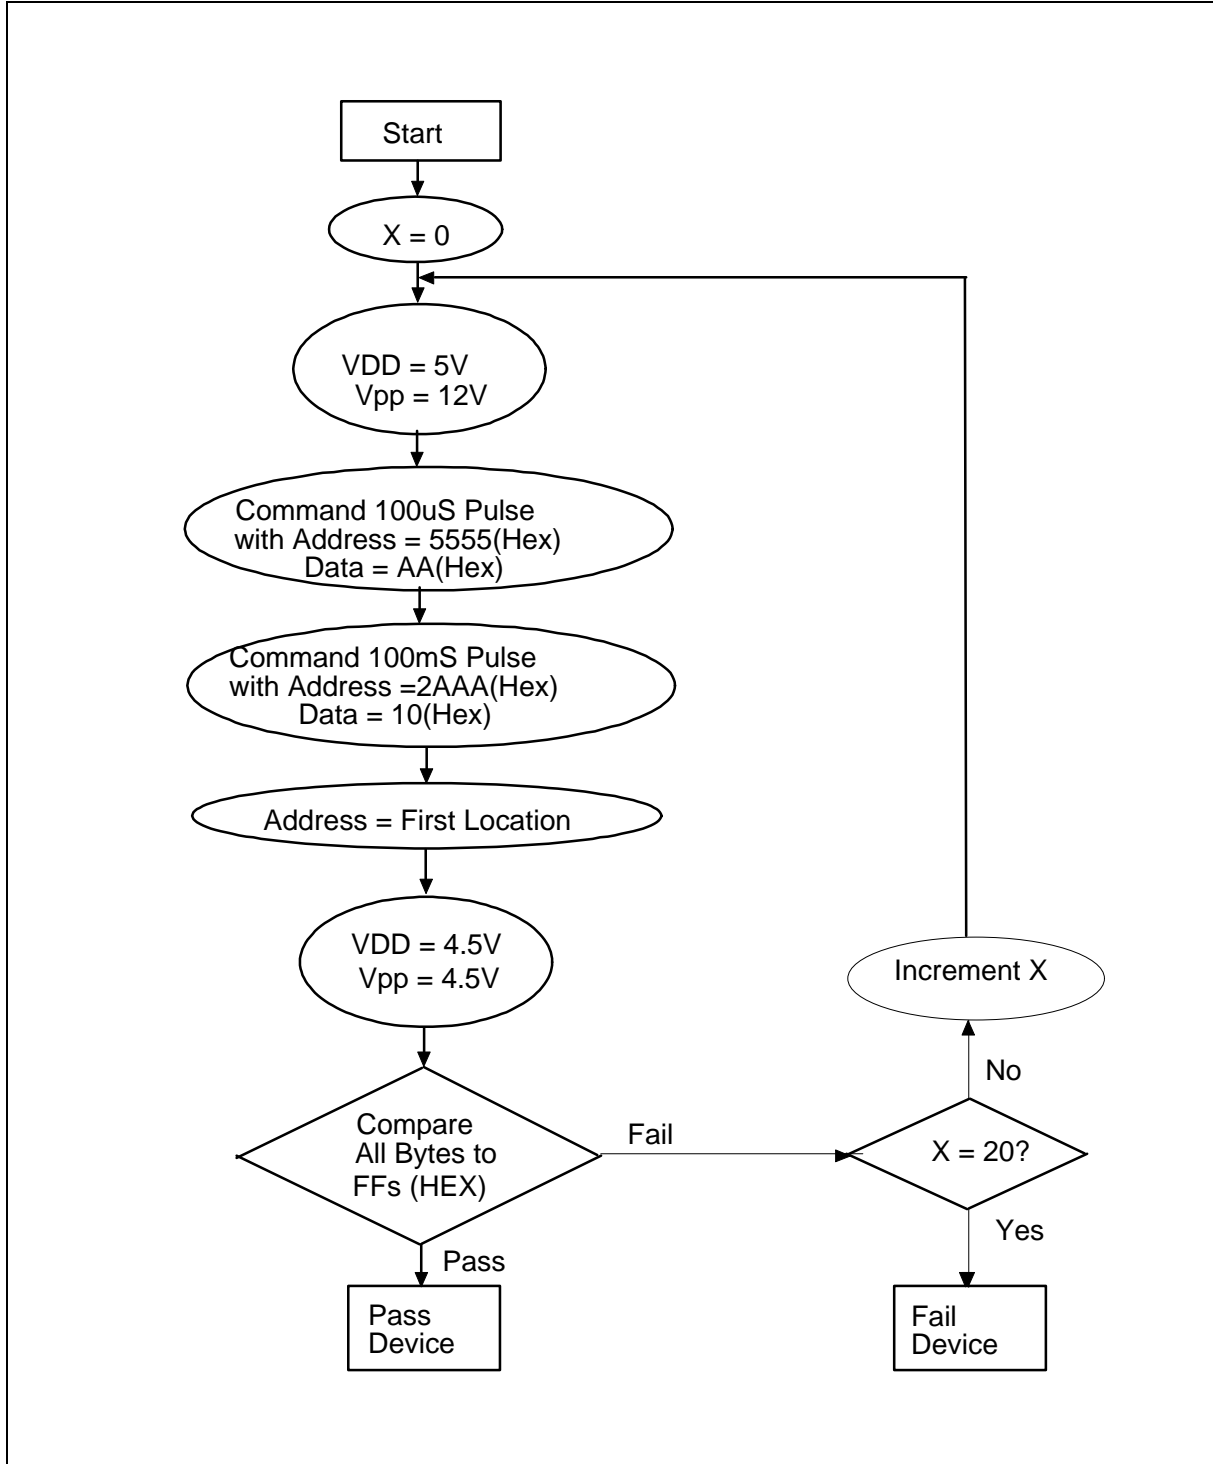 Start
X = 0
VDD = 5V
Vpp = 12V
Command 100uS Pulse
with Address = 5555(Hex)
Data = AA(Hex)
Command 100mS Pulse
with Address =2AAA(Hex)
Data = 10(Hex)
Address = First Location
VDD = 4.5V
Vpp = 4.5V
Increment X
No
Compare
All Bytes to
FFs (HEX)
Fail
X = 20?
Yes
Pass
Pass
Device
Fail
Device